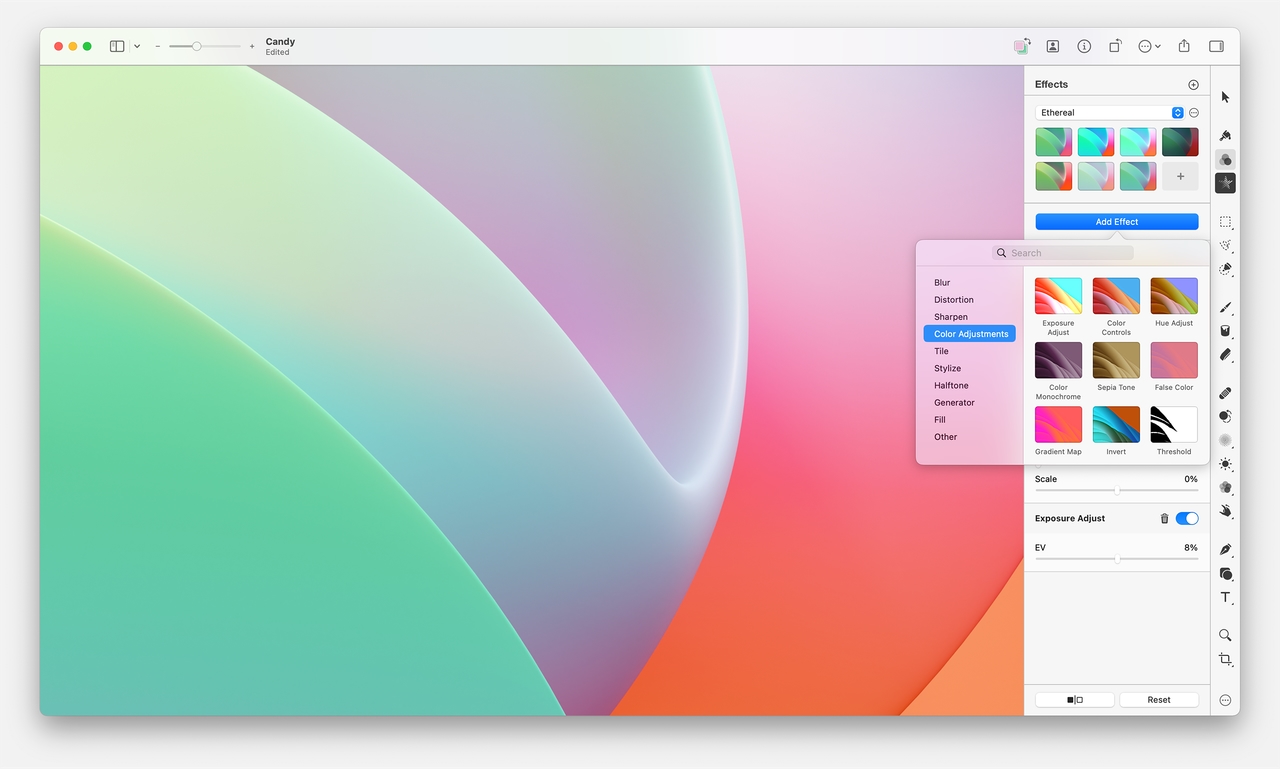 Candy
Edited
Effects
Ethereal
Add Effect
Search
Blur
Distortion
Sharpen
Color Adjustments
Tile
Stylize
Halftone
Generator
Fill
Other
Exposure
Adjust
Color
Controls
Hue Adjust
Color
Monochrome
Sepia Tone
False Color
Gradient Map
Invert
Threshold
Scale
0%
Exposure Adjust
EV
8%
Reset